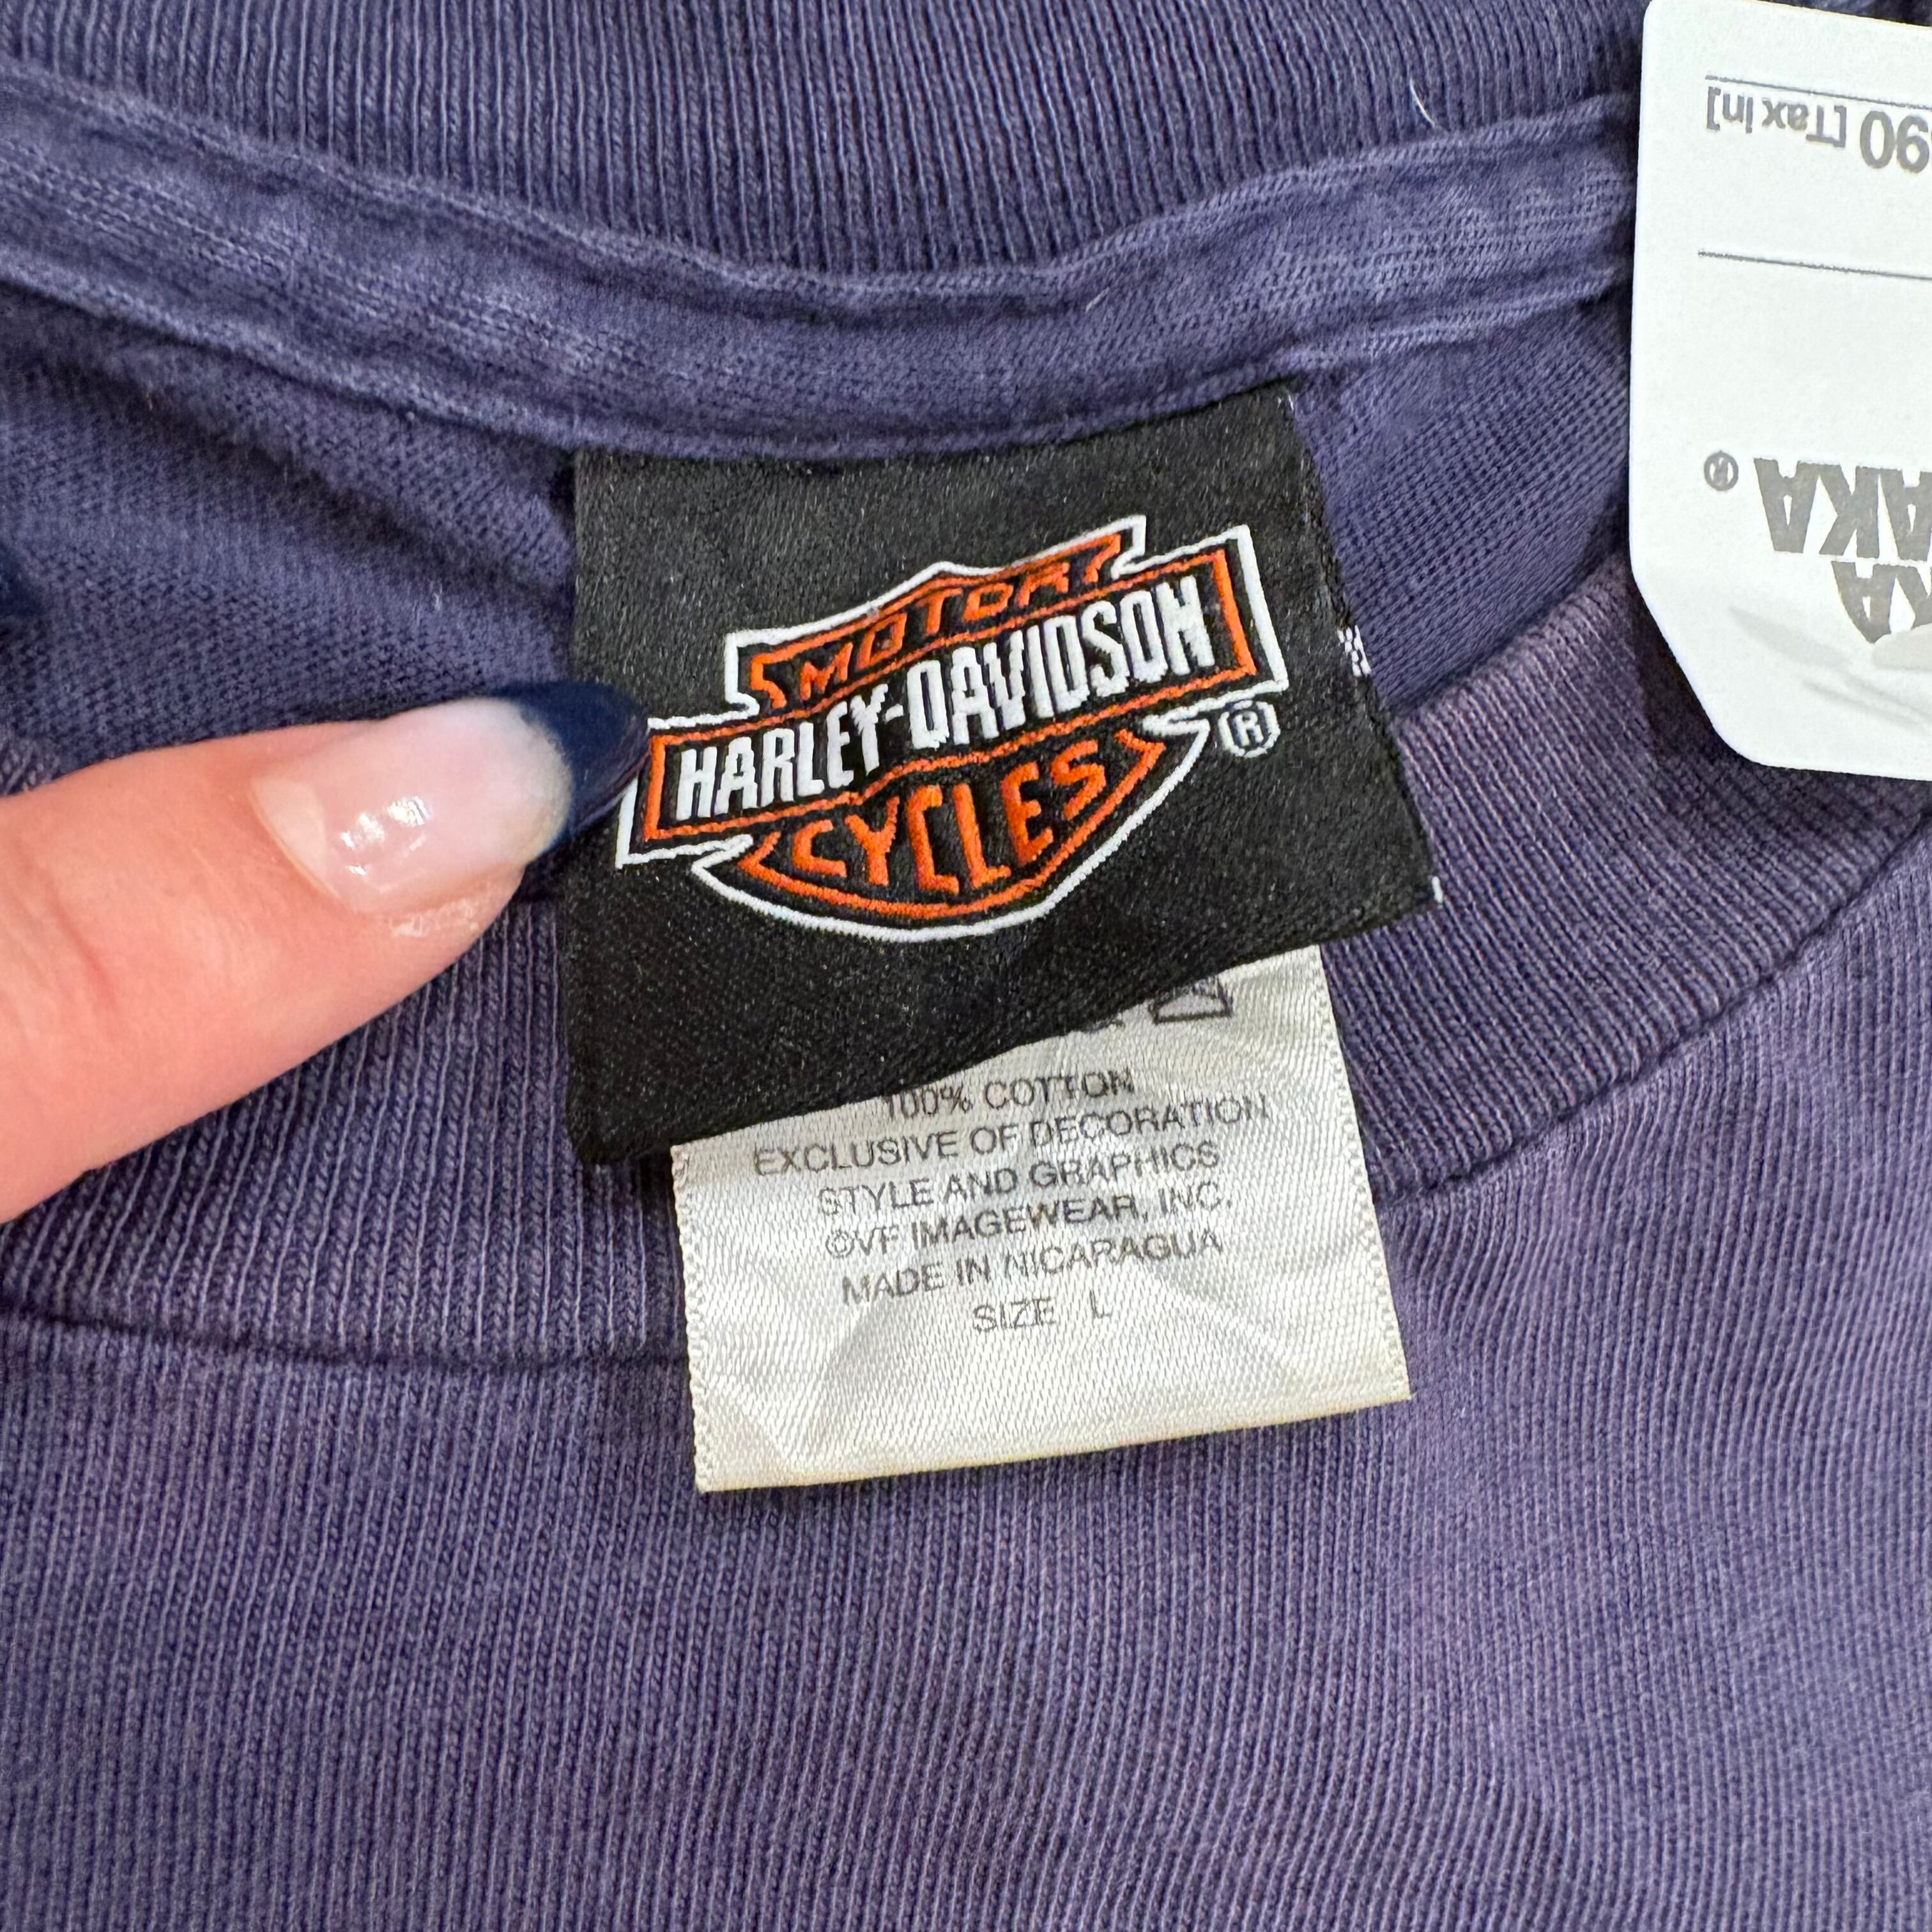 MOTOR
HARLEY-DAVIDSON
CYCLES
®
100% COTTON
EXCLUSIVE OF DECORATION
STYLE AND GRAPHICS
©VF IMAGEWEAR, INC.
MADE IN NICARAGUA
SIZE L
90 [Tax in]
®